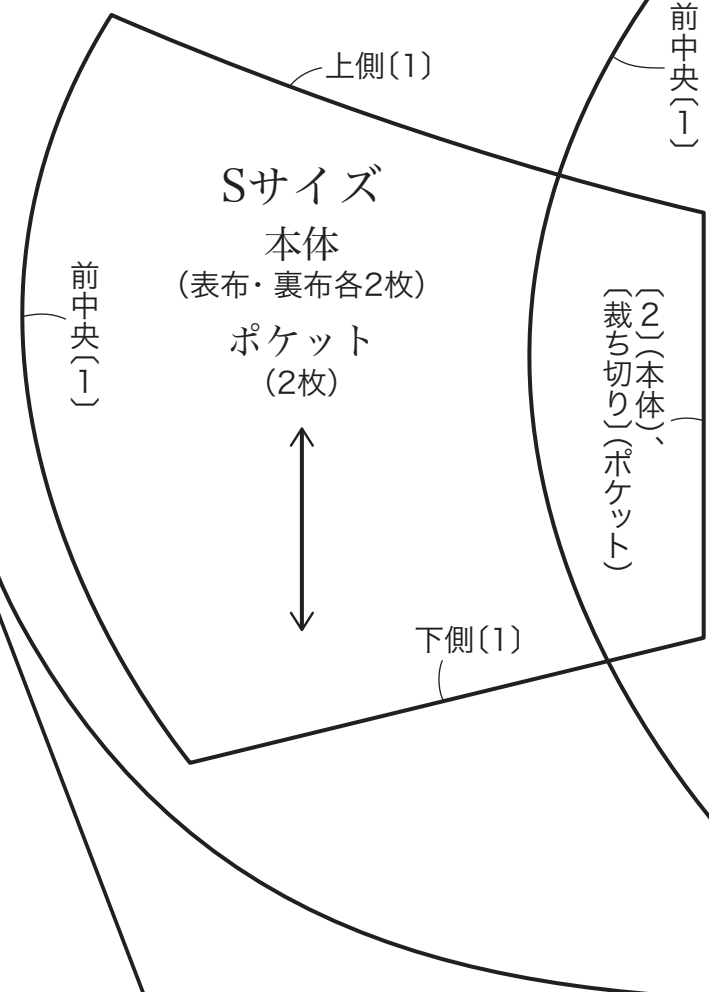 前中央〔1〕
上側〔1〕
Sサイズ
本体
（表布・裏布各2枚）
ポケット
（2枚）
前中央〔1〕
〔2〕（本体）、
〔裁ち切り〕（ポケット）
下側〔1〕